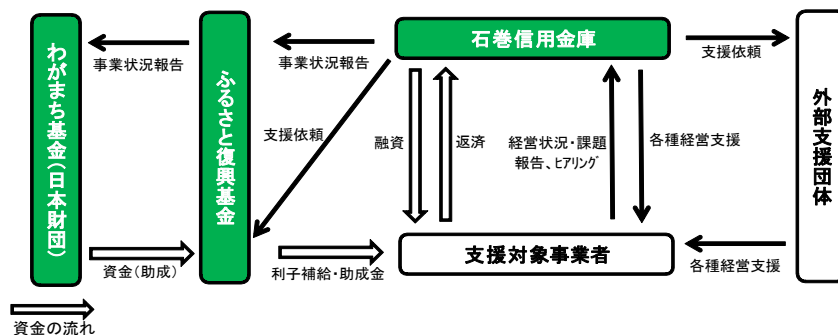 わがまち基金(日本財団)
事業状況報告
ふるさと復興基金
事業状況報告
石巻信用金庫
支援依頼
外部支援団体
支援依頼
融資
返済
経営状況・課題
報告、ﾋｱﾘﾝｸﾞ
各種経営支援
資金(助成)
利子補給・助成金
支援対象事業者
各種経営支援
資金の流れ